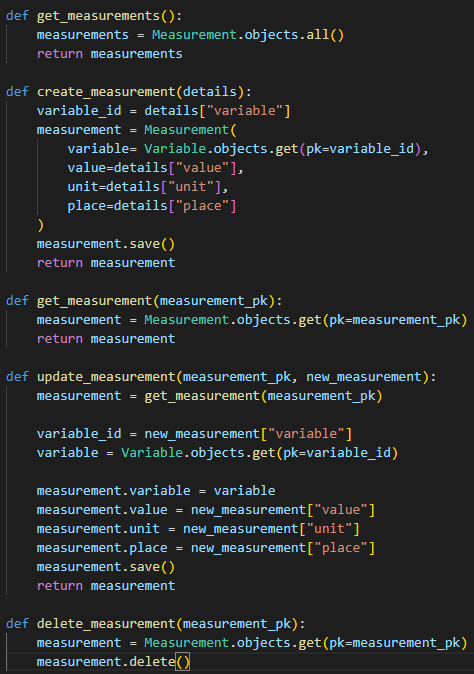 def get_measurements():
    measurements = Measurement.objects.all()
    return measurements

def create_measurement(details):
    variable_id = details["variable"]
    measurement = Measurement(
        variable= Variable.objects.get(pk=variable_id),
        value=details["value"],
        unit=details["unit"],
        place=details["place"]
    )
    measurement.save()
    return measurement

def get_measurement(measurement_pk):
    measurement = Measurement.objects.get(pk=measurement_pk)
    return measurement

def update_measurement(measurement_pk, new_measurement):
    measurement = get_measurement(measurement_pk)

    variable_id = new_measurement["variable"]
    variable = Variable.objects.get(pk=variable_id)

    measurement.variable = variable
    measurement.value = new_measurement["value"]
    measurement.unit = new_measurement["unit"]
    measurement.place = new_measurement["place"]
    measurement.save()
    return measurement

def delete_measurement(measurement_pk):
    measurement = Measurement.objects.get(pk=measurement_pk)
    measurement.delete()